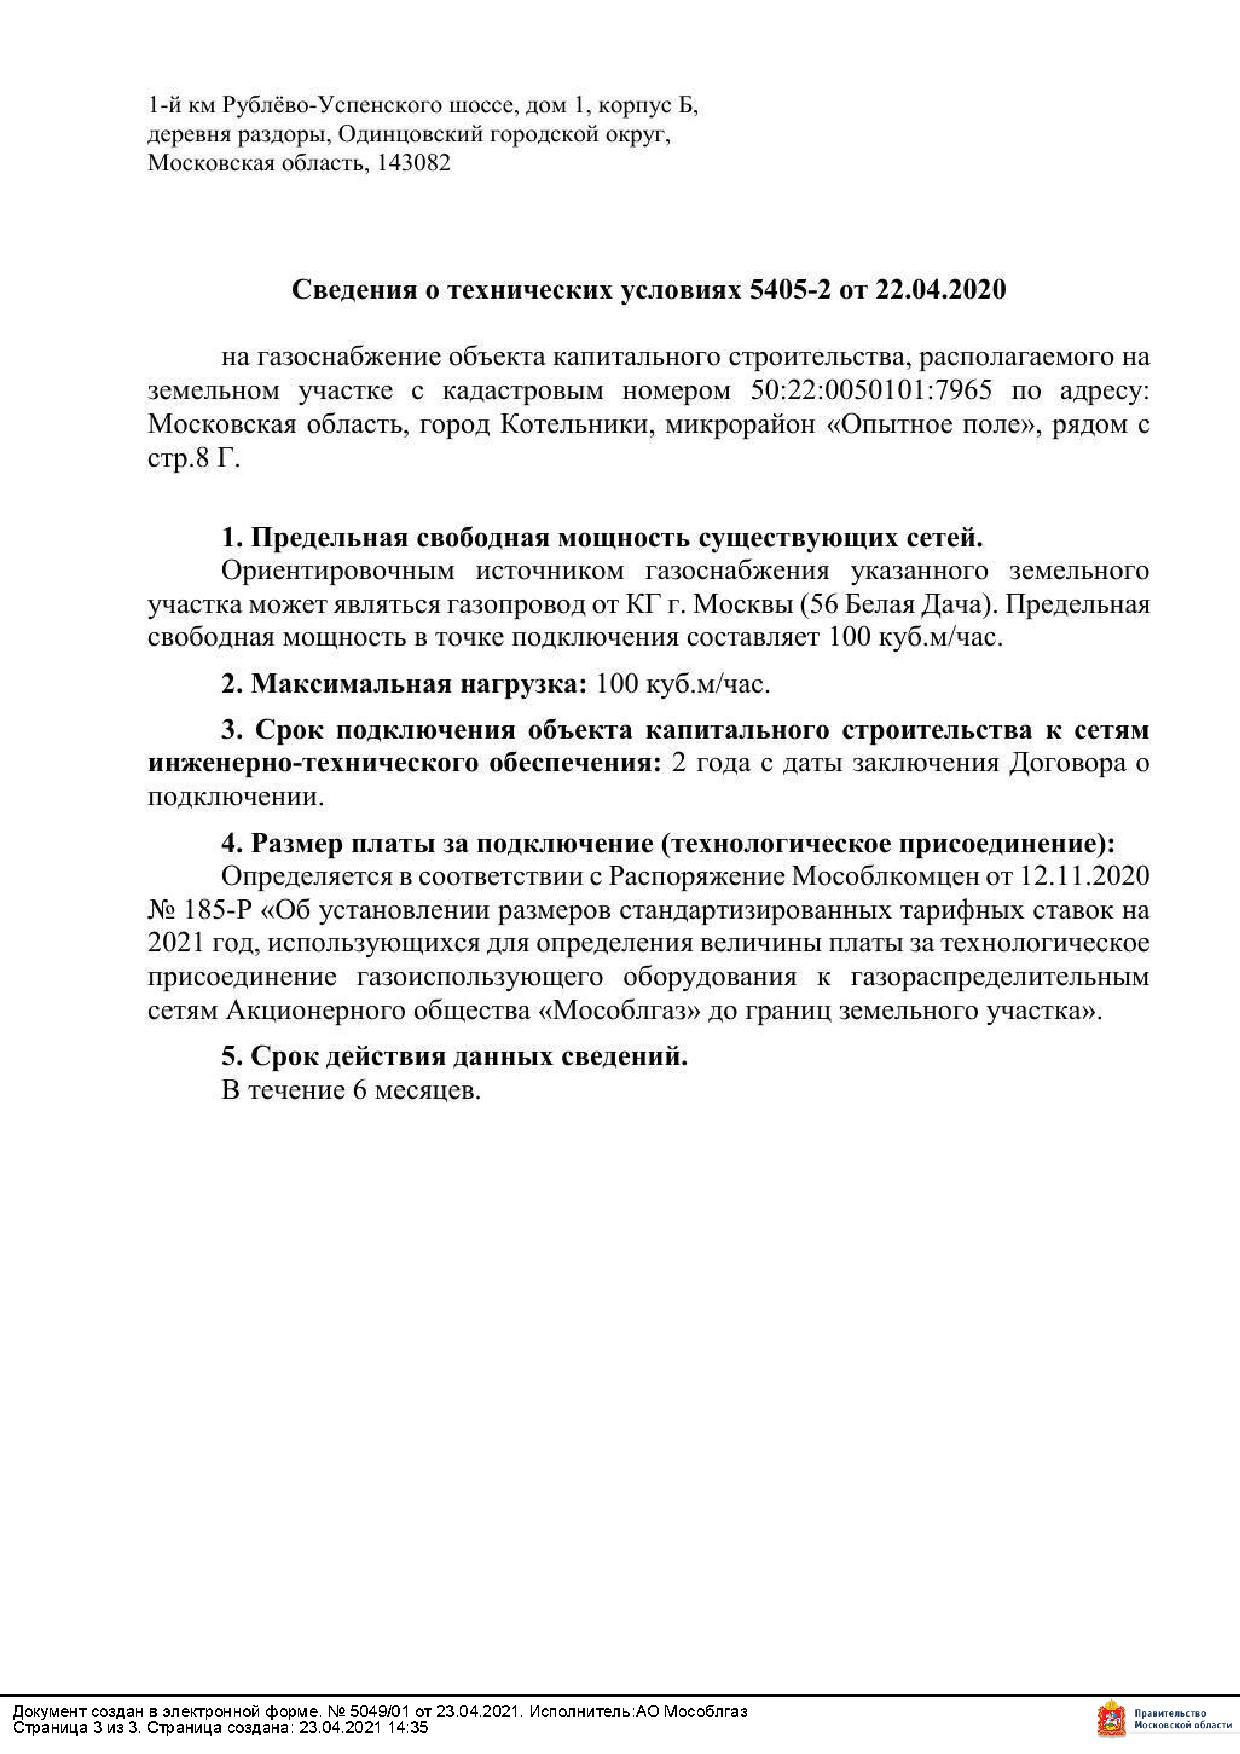 1-й км Рублёво-Успенского шоссе, дом 1, корпус Б,
деревня раздоры, Одинцовский городской округ,
Московская область, 143082
Сведения о технических условиях 5405-2 от 22.04.2020
на газоснабжение объекта капитального строительства, располагаемого на
земельном участке с кадастровым номером 50:22:0050101:7965 по адресу:
Московская область, город Котельники, микрорайон «Опытное поле», рядом с
стр.8 Г.
1. Предельная свободная мощность существующих сетей.
Ориентировочным источником газоснабжения указанного земельного
участка может являться газопровод от КГ г. Москвы (56 Белая Дача). Предельная
свободная мощность в точке подключения составляет 100 куб.м/час.
2. Максимальная нагрузка: 100 куб.м/час.
3. Срок подключения объекта капитального строительства к сетям
инженерно-технического обеспечения: 2 года с даты заключения Договора о
подключении.
4. Размер платы за подключение (технологическое присоединение):
Определяется в соответствии с Распоряжение Мособлкомцен от 12.11.2020
№ 185-Р «Об установлении размеров стандартизированных тарифных ставок на
2021 год, использующихся для определения величины платы за технологическое
присоединение газоиспользующего оборудования к газораспределительным
сетям Акционерного общества «Мособлгаз» до границ земельного участка».
5. Срок действия данных сведений.
В течение 6 месяцев.
Документ создан в электронной форме. № 5049/01 от 23.04.2021. Исполнитель:АО Мособлгаз
Страница 3 из 3. Страница создана: 23.04.2021 14:35
Правительство
Московской области